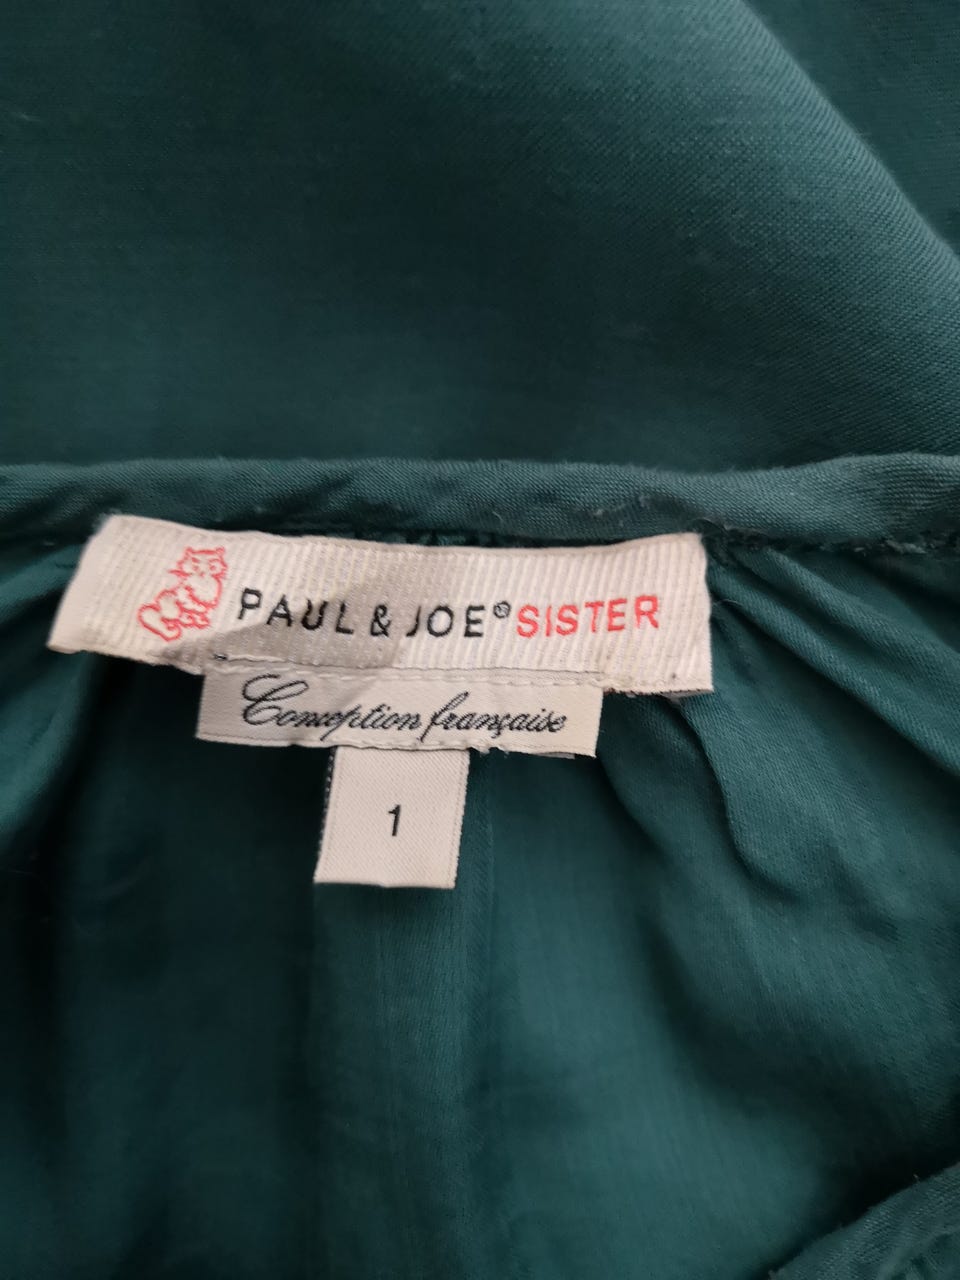 PAUL & JOE® SISTER
Conception française
1